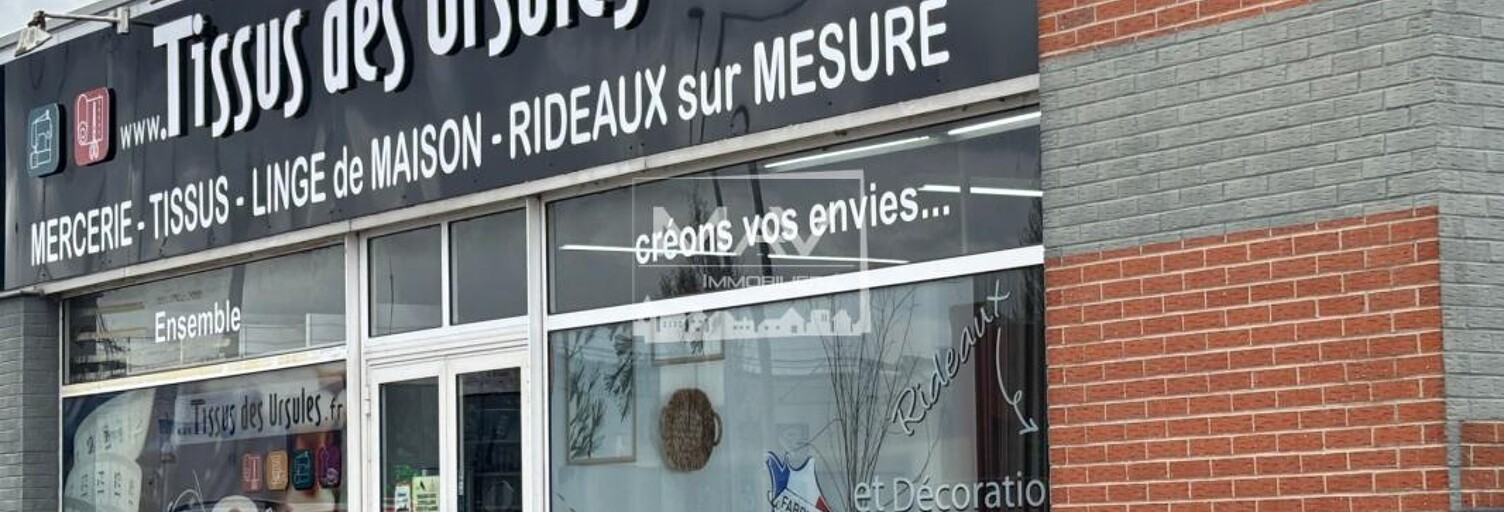 www.Tissus des Ursules
MERCERIE - TISSUS - LINGE de MAISON - RIDEAUX sur MESURE
Ensemble
créons vos envies...
IMMOBILIER
Tissus des Ursules.fr
Rideaux
et Décoratio